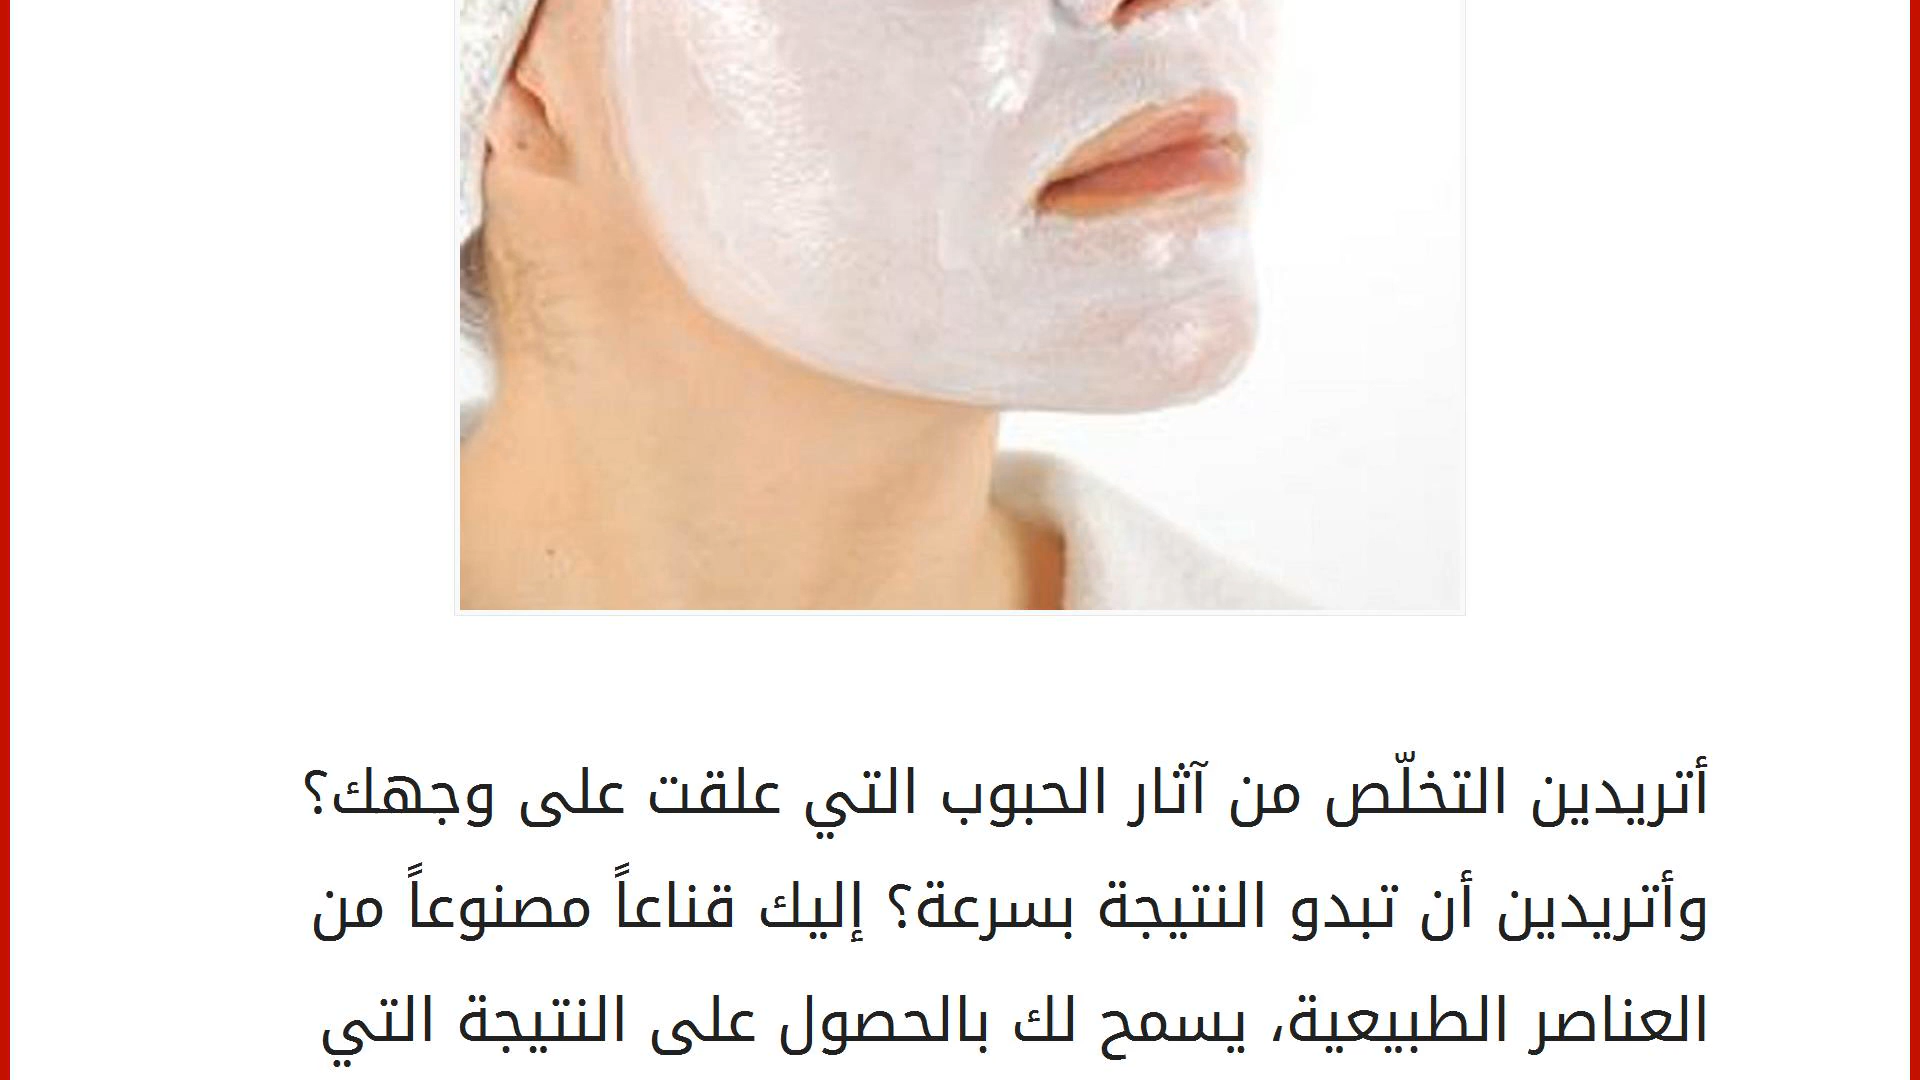 أتريدين التخلّص من آثار الحبوب التي علقت على وجهك؟
وأتريدين أن تبدو النتيجة بسرعة؟ إليك قناعاً مصنوعاً من
العناصر الطبيعية، يسمح لك بالحصول على النتيجة التي